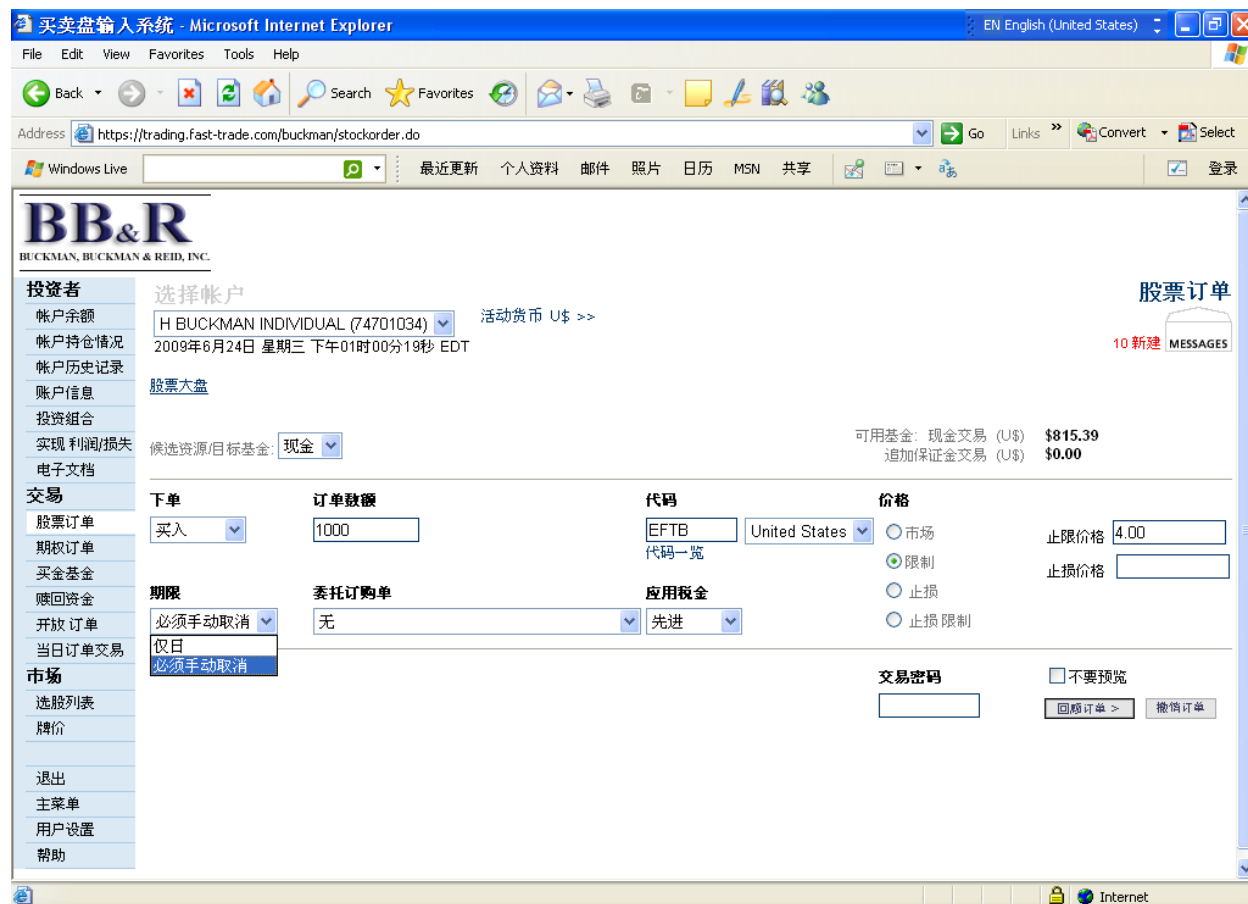 买卖盘输入系统 - Microsoft Internet Explorer
EN English (United States)
File Edit View Favorites Tools Help
Back Search Favorites
Address https://trading.fast-trade.com/buckman/stockorder.do Go Links » Convert Select
Windows Live 最近更新 个人资料 邮件 照片 日历 MSN 共享 登录
BB&R
BUCKMAN, BUCKMAN & REID, INC.
投资者
帐户余额
帐户持仓情况
帐户历史记录
账户信息
投资组合
实现 利润/损失
电子文档
交易
股票订单
期权订单
买金基金
赎回资金
开放 订单
当日订单交易
市场
选股列表
牌价
退出
主菜单
用户设置
帮助
选择帐户
股票订单
H BUCKMAN INDIVIDUAL (74701034) 活动货币 U$ >>
2009年6月24日 星期三 下午01时00分19秒 EDT
10 新建 MESSAGES
股票大盘
候选资源/目标基金: 现金
可用基金: 现金交易 (U$) $815.39
追加保证金交易 (U$) $0.00
下单 订单数额 代码 价格
买入 1000 EFTB United States 市场 止限价格 4.00
代码一览
限制 止损价格
期限 委托订购单 应用税金 止损
必须手动取消 无 先进 止损限制
仅日
必须手动取消
交易密码 不要预览
回顾订单 > 撤销订单
Internet